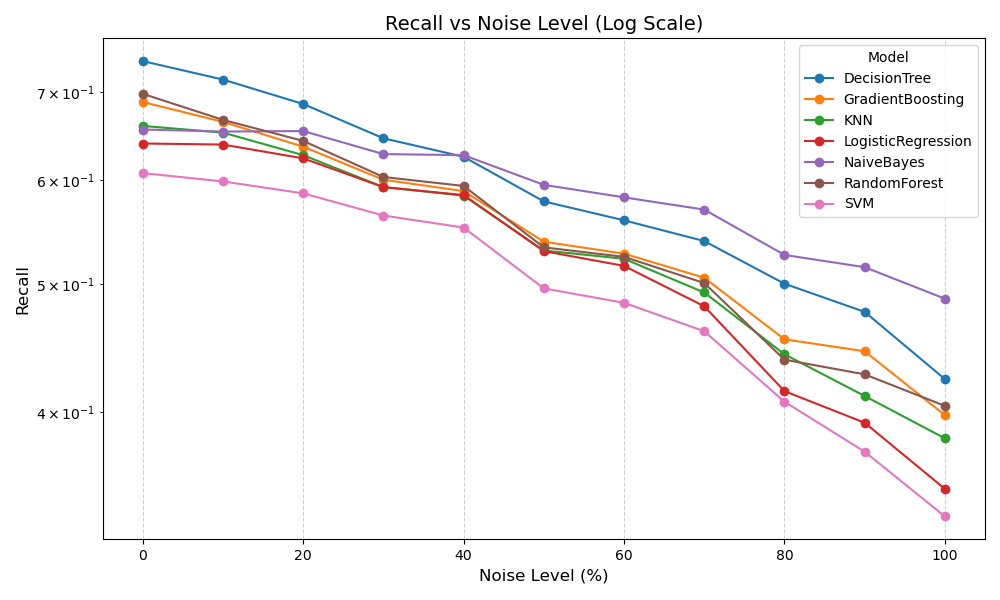 Recall vs Noise Level (Log Scale)
Model
DecisionTree
GradientBoosting
KNN
LogisticRegression
NaiveBayes
RandomForest
SVM
Recall
7 × 10⁻¹
6 × 10⁻¹
5 × 10⁻¹
4 × 10⁻¹
0 20 40 60 80 100
Noise Level (%)